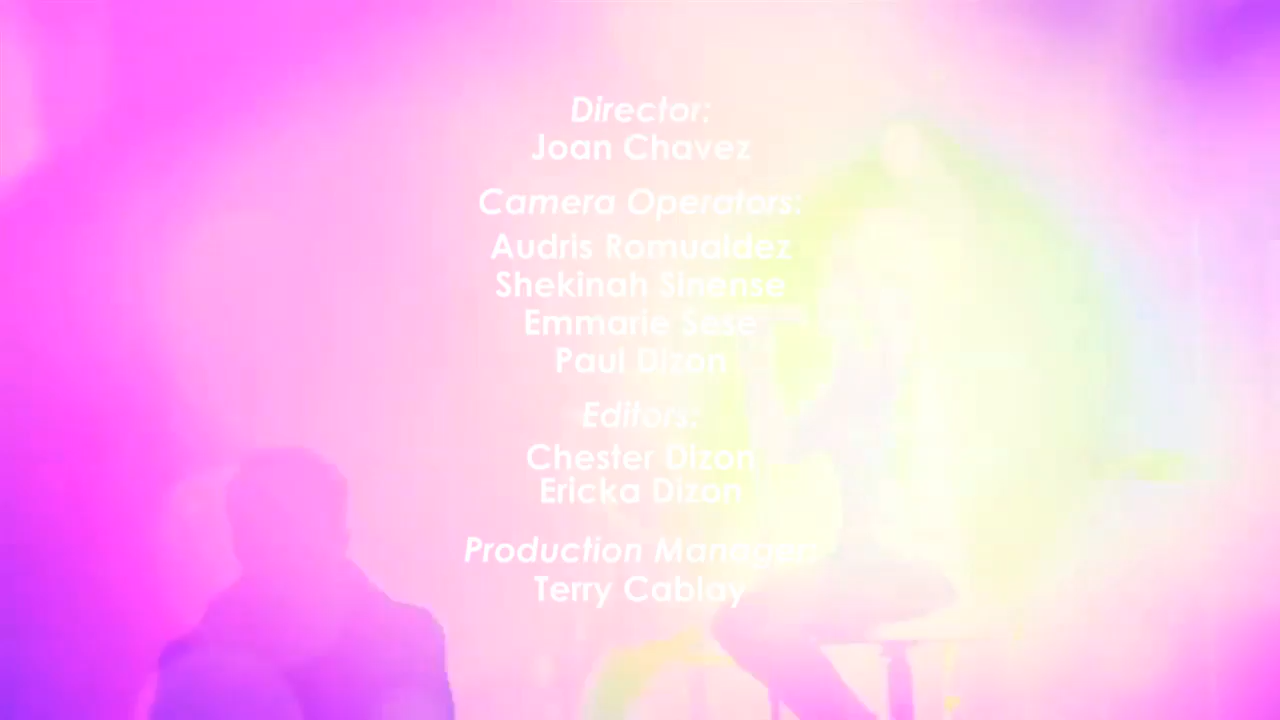 Director:
Joan Chavez
Camera Operators:
Audris Romualdez
Shekinah Sinense
Emmarie Sese
Paul Dizon
Editors:
Chester Dizon
Ericka Dizon
Production Manager:
Terry Cablay